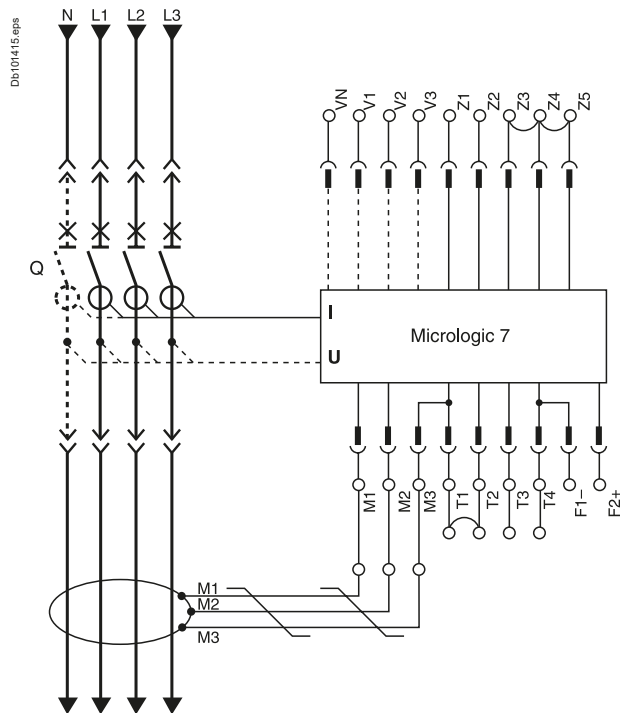 Db101415.eps
N L1 L2 L3
VN V1 V2 V3 Z1 Z2 Z3 Z4 Z5
Q
I
Micrologic 7
U
M1 M2 M3 T1 T2 T3 T4 F1– F2+
M1
M2
M3